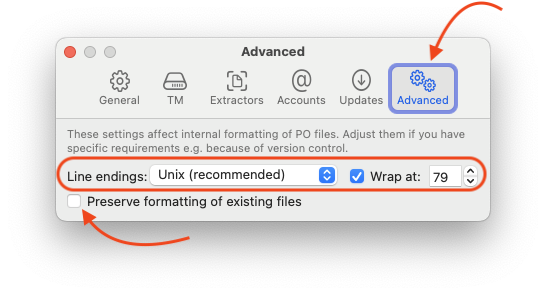 Advanced
General TM Extractors Accounts Updates Advanced
These settings affect internal formatting of PO files. Adjust them if you have
specific requirements e.g. because of version control.
Line endings: Unix (recommended) Wrap at: 79
Preserve formatting of existing files